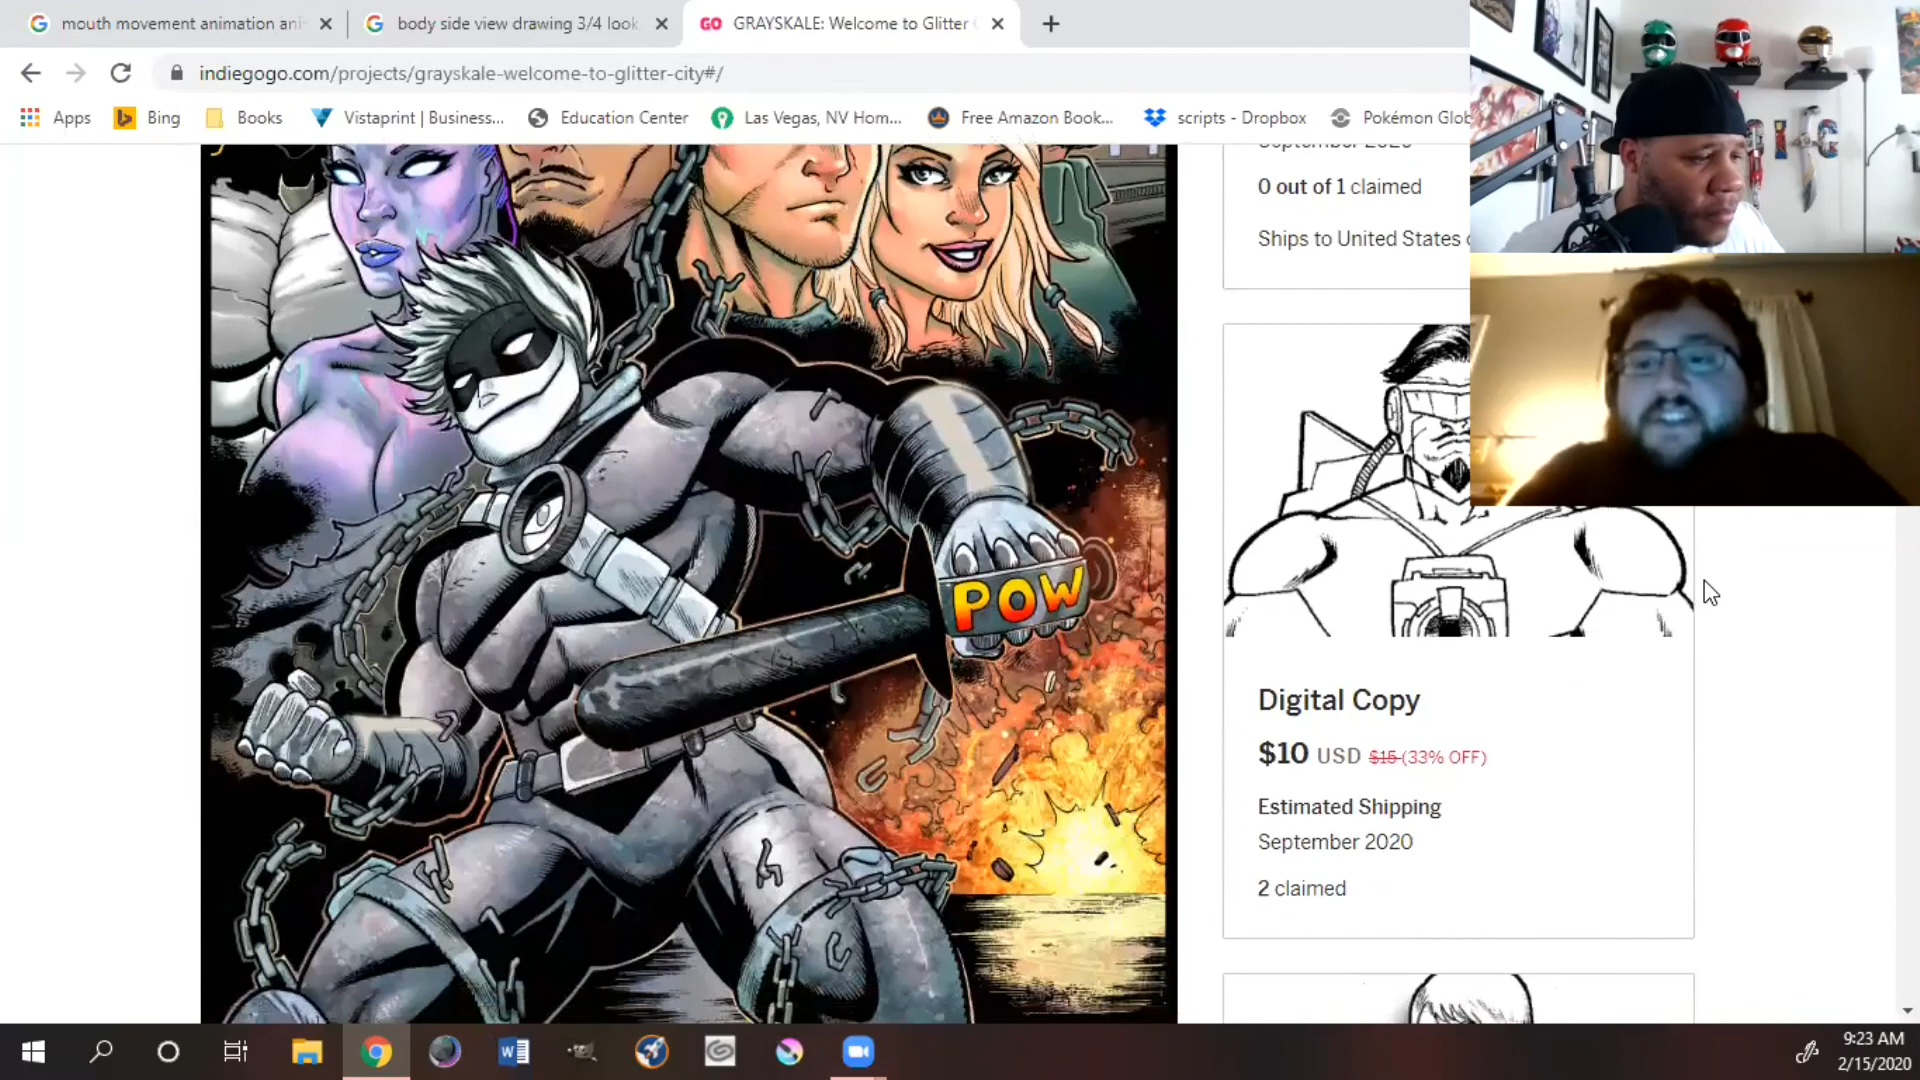 mouth movement animation ani
body side view drawing 3/4 look
GO GRAYSKALE: Welcome to Glitter
indiegogo.com/projects/grayskale-welcome-to-glitter-city#/
Apps
Bing
Books
Vistaprint | Business...
Education Center
Las Vegas, NV Hom...
Free Amazon Book...
scripts - Dropbox
Pokémon Glob
September 2020
0 out of 1 claimed
Ships to United States
POW
Digital Copy
$10 USD $15 (33% OFF)
Estimated Shipping
September 2020
2 claimed
9:23 AM
2/15/2020